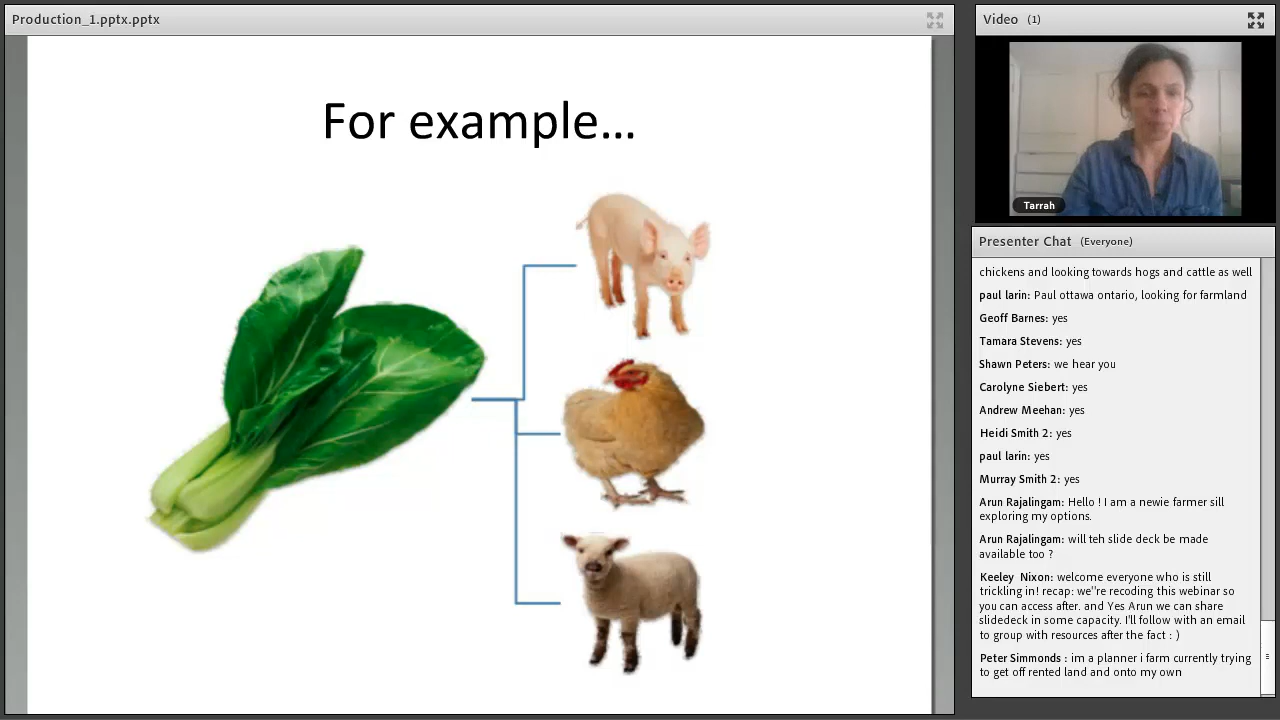 Production_1.pptx.pptx
For example...
Video (1)
Tarrah
Presenter Chat (Everyone)
chickens and looking towards hogs and cattle as well
paul larin: Paul ottawa ontario, looking for farmland
Geoff Barnes: yes
Tamara Stevens: yes
Shawn Peters: we hear you
Carolyne Siebert: yes
Andrew Meehan: yes
Heidi Smith 2: yes
paul larin: yes
Murray Smith 2: yes
Arun Rajalingam: Hello ! I am a newie farmer sill
exploring my options.
Arun Rajalingam: will teh slide deck be made
available too ?
Keeley Nixon: welcome everyone who is still
trickling in! recap: we"re recoding this webinar so
you can access after. and Yes Arun we can share
slidedeck in some capacity. I'll follow with an email
to group with resources after the fact : )
Peter Simmonds : im a planner i farm currently trying
to get off rented land and onto my own